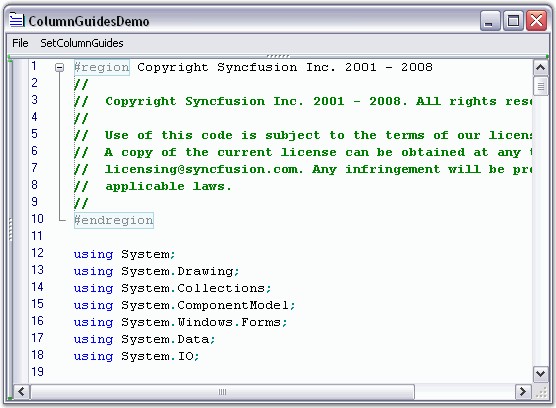 ColumnGuidesDemo
File SetColumnGuides
1 #region Copyright Syncfusion Inc. 2001 - 2008
2 //
3 // Copyright Syncfusion Inc. 2001 - 2008. All rights rese
4 //
5 // Use of this code is subject to the terms of our licens
6 // A copy of the current license can be obtained at any t
7 // licensing@syncfusion.com. Any infringement will be pro
8 // applicable laws.
9 //
10 #endregion
11
12 using System;
13 using System.Drawing;
14 using System.Collections;
15 using System.ComponentModel;
16 using System.Windows.Forms;
17 using System.Data;
18 using System.IO;
19